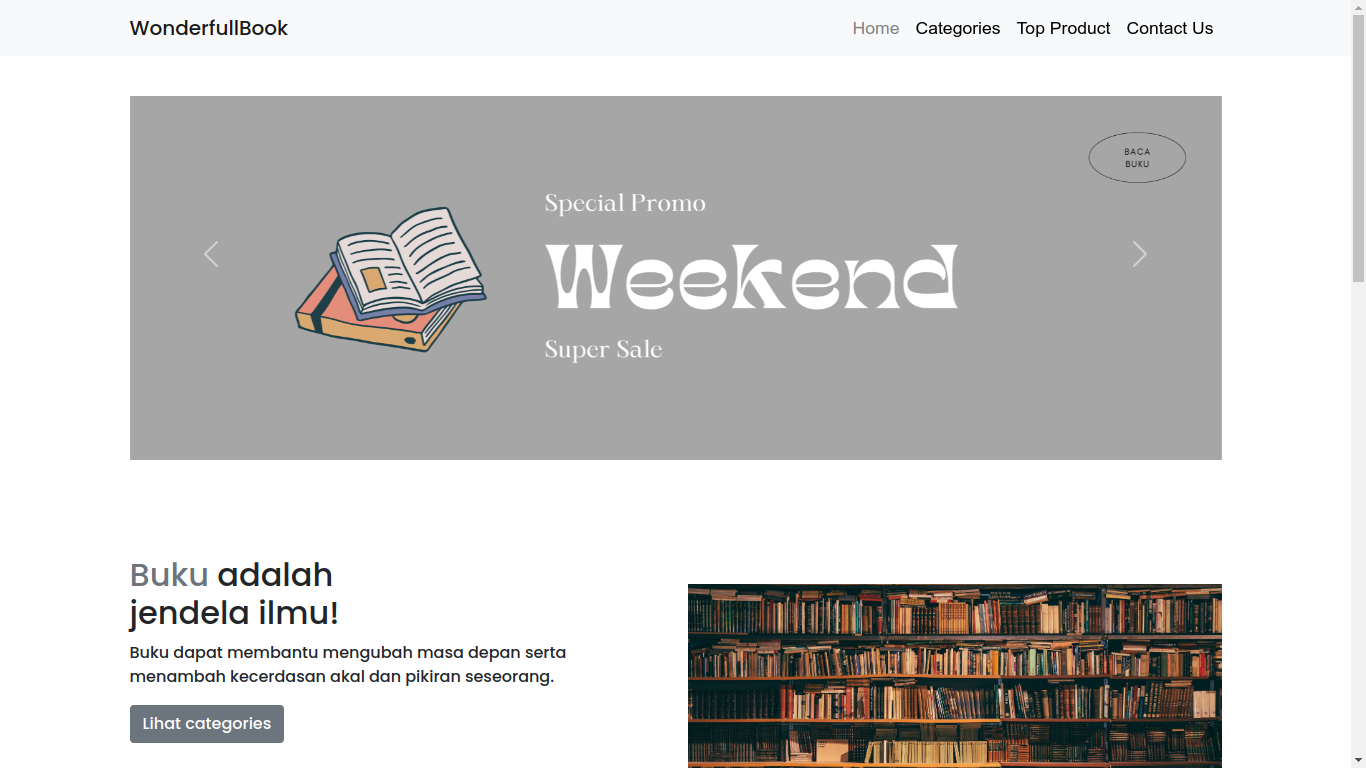 WonderfullBook
Home Categories Top Product Contact Us
BACA
BUKU
Special Promo
Weekend
Super Sale
Buku adalah
jendela ilmu!
Buku dapat membantu mengubah masa depan serta
menambah kecerdasan akal dan pikiran seseorang.
Lihat categories